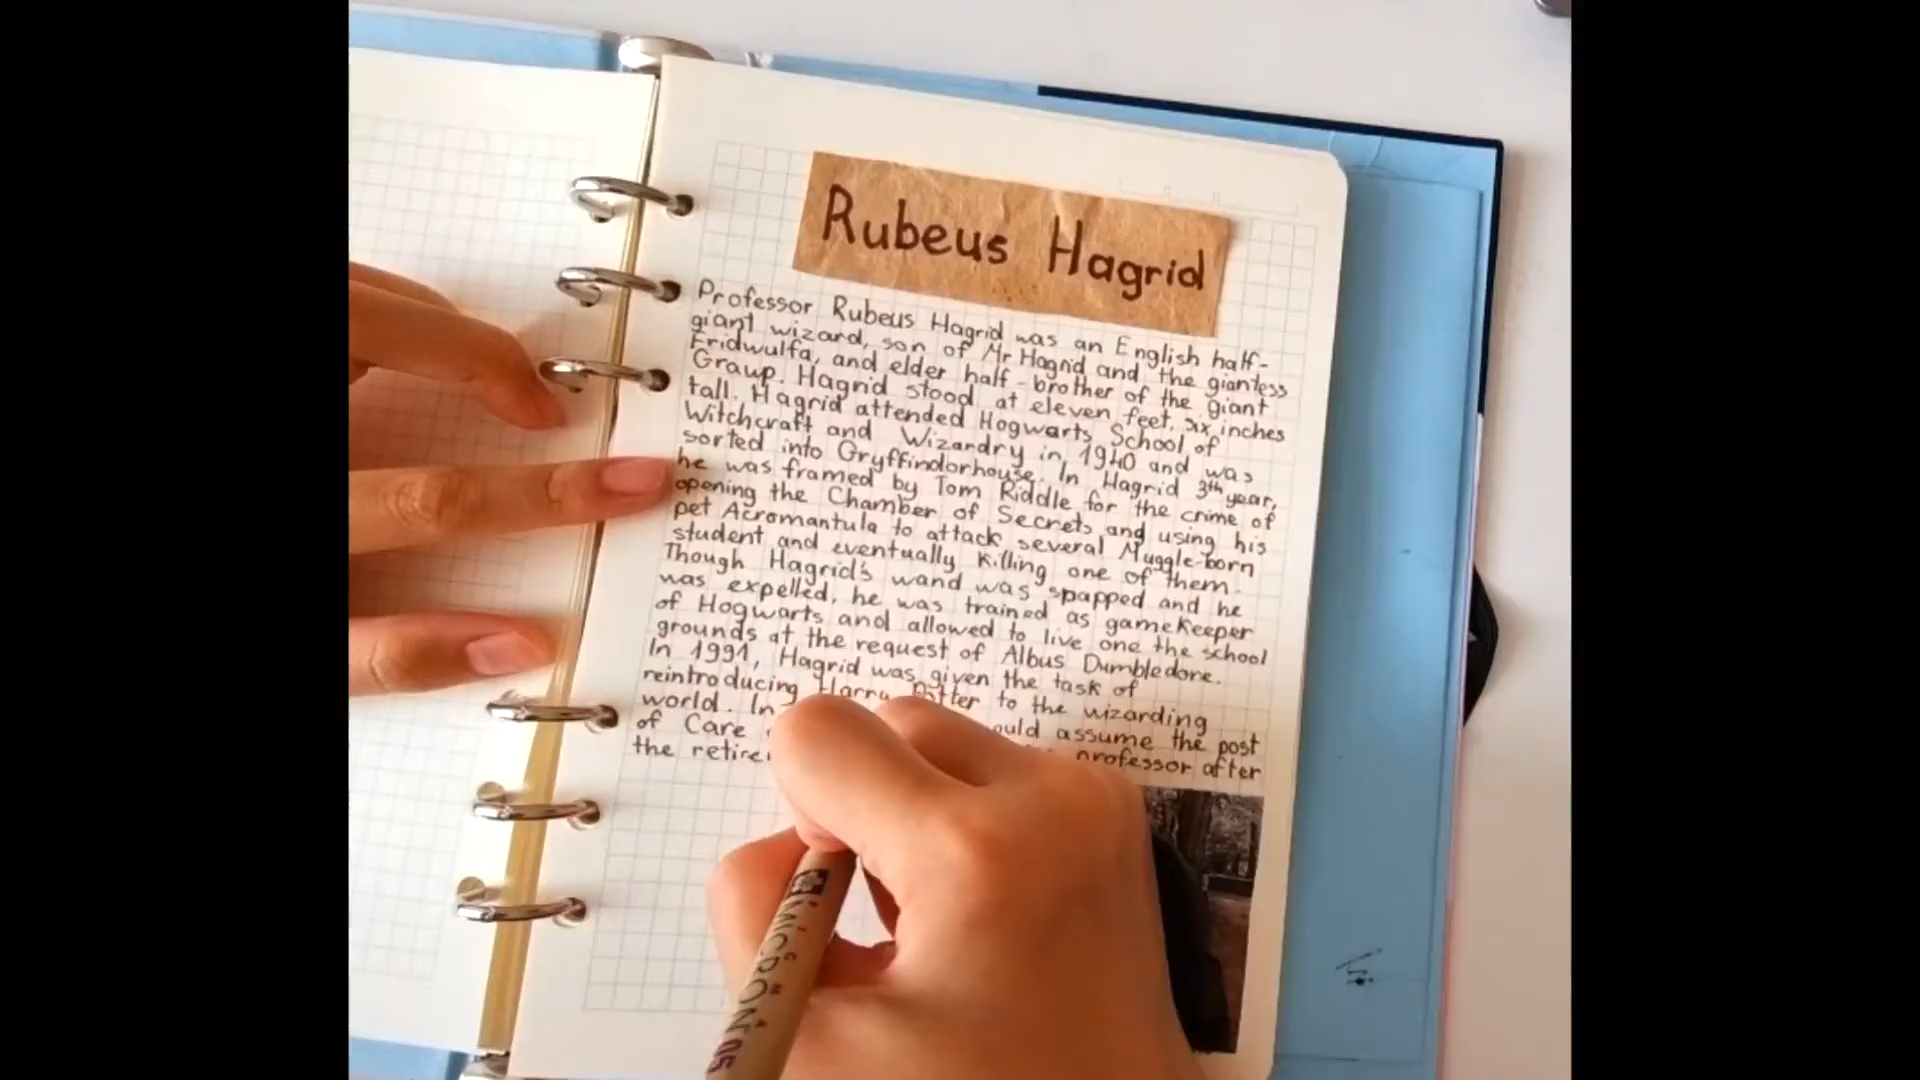 Rubeus Hagrid
Professor Rubeus Hagrid was an English half-
giant wizard, son of Mr Hagrid and the giantess
Fridwulfa, and elder half-brother of the giant
Graup. Hagrid stood at eleven feet, six inches
tall. Hagrid attended Hogwarts School of
Witchcraft and Wizardry in 1940 and was
sorted into Gryffindorhouse. In Hagrid 3th year,
he was framed by Tom Riddle for the crime of
opening the Chamber of Secrets and using his
pet Acromantula to attack several Muggle-born
student and eventually killing one of them.
Though Hagrid's wand was spapped and he
was expelled, he was trained as gamekeeper
of Hogwarts and allowed to live one the school
grounds at the request of Albus Dumbledore.
In 1991, Hagrid was given the task of
reintroducing Harry Potter to the wizarding
world. In ould assume the post
of Care professor after
the retire
MICRON 05